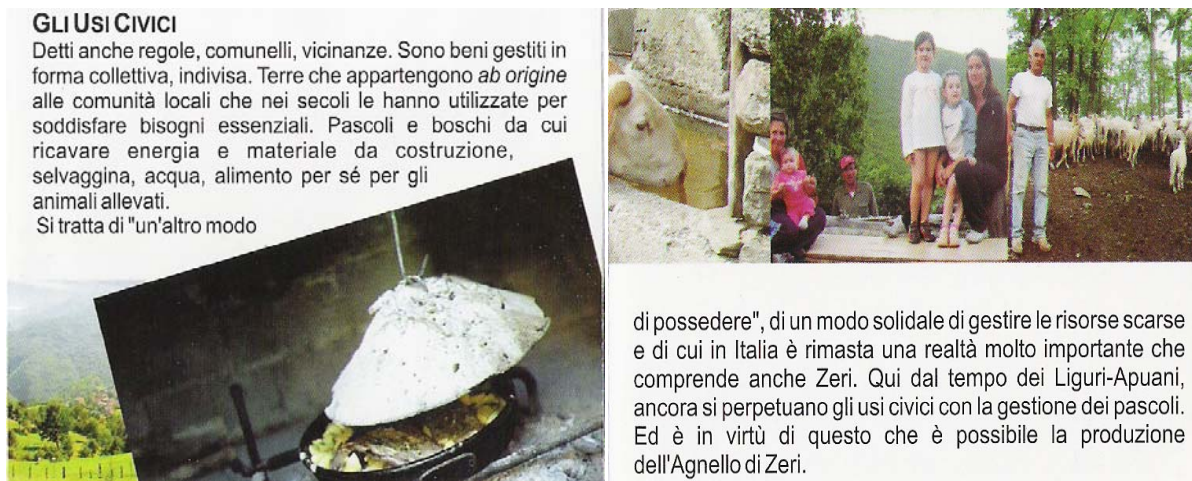 GLI USI CIVICI
Detti anche regole, comunelli, vicinanze. Sono beni gestiti in
forma collettiva, indivisa. Terre che appartengono ab origine
alle comunità locali che nei secoli le hanno utilizzate per
soddisfare bisogni essenziali. Pascoli e boschi da cui
ricavare energia e materiale da costruzione,
selvaggina, acqua, alimento per sé per gli
animali allevati.
Si tratta di "un'altro modo
di possedere", di un modo solidale di gestire le risorse scarse
e di cui in Italia è rimasta una realtà molto importante che
comprende anche Zeri. Qui dal tempo dei Liguri-Apuani,
ancora si perpetuano gli usi civici con la gestione dei pascoli.
Ed è in virtù di questo che è possibile la produzione
dell'Agnello di Zeri.